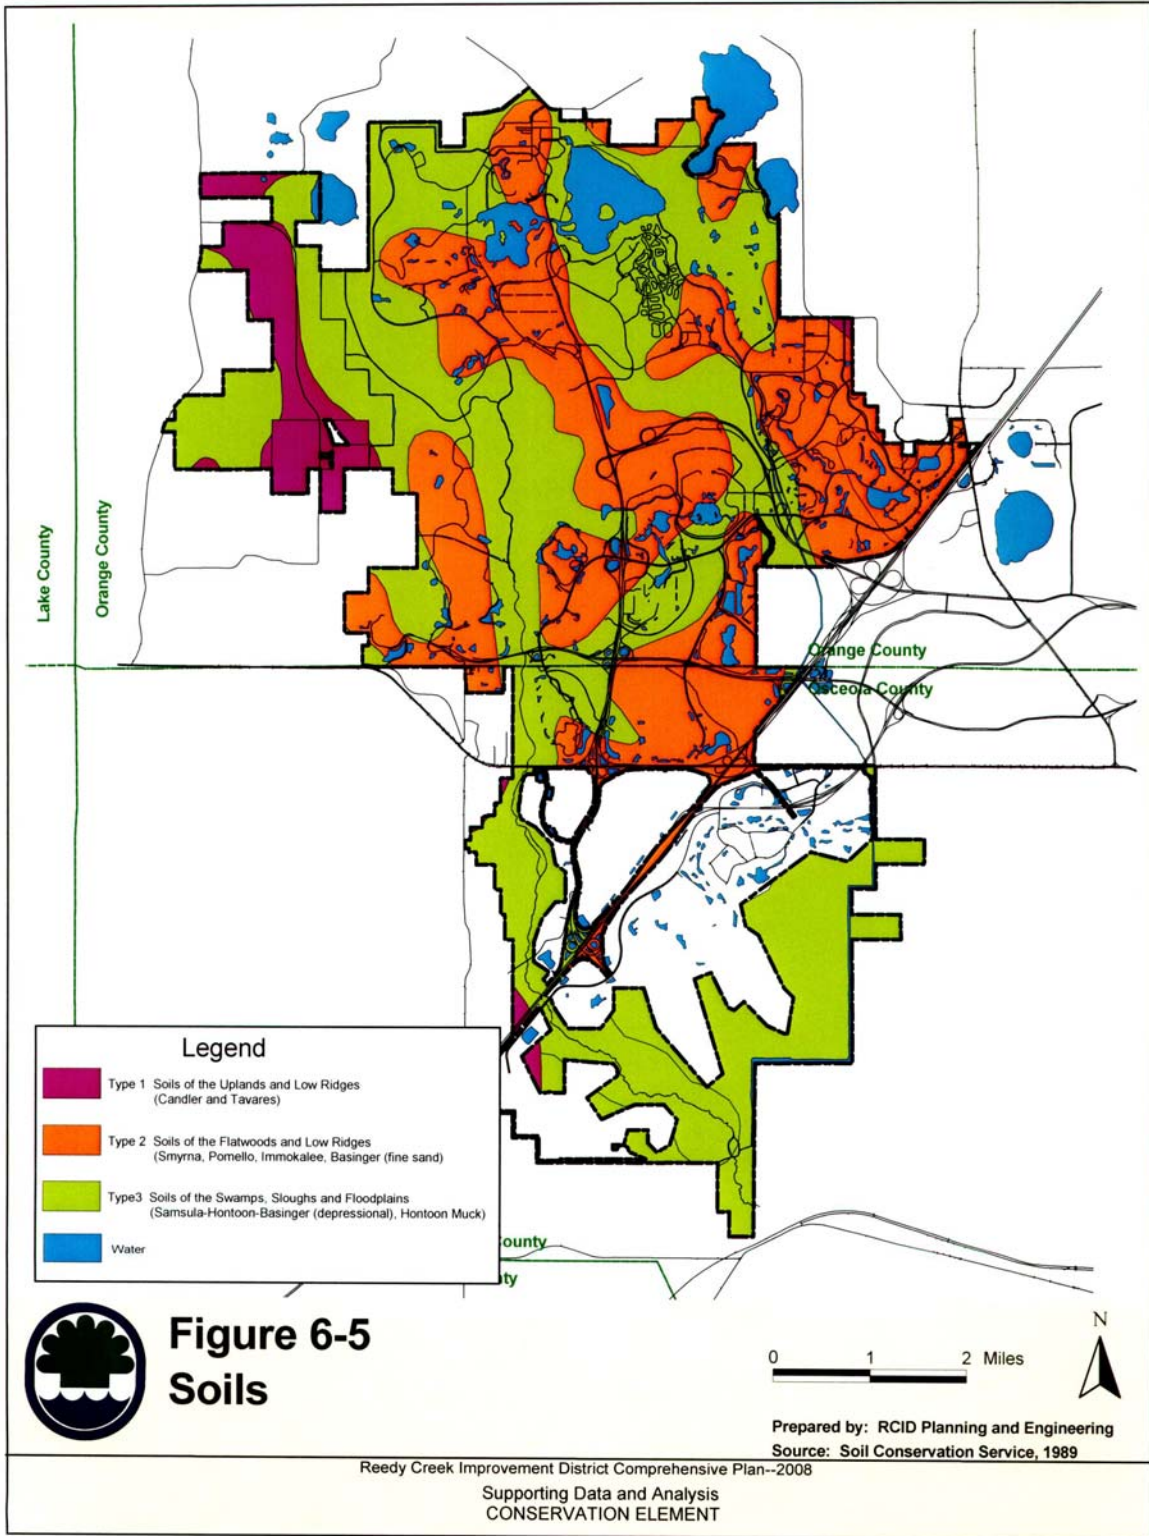 Lake County
Orange County
Orange County
Osceola County
Legend
Type 1 Soils of the Uplands and Low Ridges
(Candler and Tavares)
Type 2 Soils of the Flatwoods and Low Ridges
(Smyrna, Pomello, Immokalee, Basinger (fine sand)
Type3 Soils of the Swamps, Sloughs and Floodplains
(Samsula-Hontoon-Basinger (depressional), Hontoon Muck)
Water
ounty
ty
Figure 6-5
Soils
0 1 2 Miles
N
Prepared by: RCID Planning and Engineering
Source: Soil Conservation Service, 1989
Reedy Creek Improvement District Comprehensive Plan--2008
Supporting Data and Analysis
CONSERVATION ELEMENT